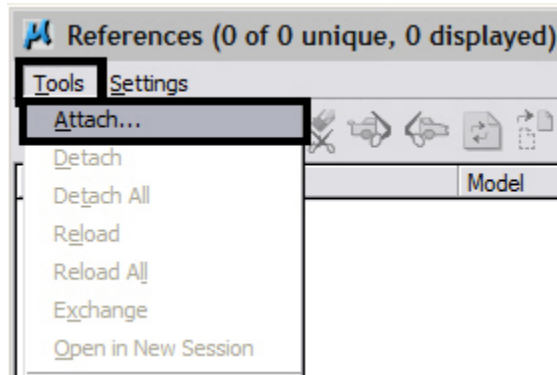 References (0 of 0 unique, 0 displayed)
Tools Settings
Attach...
Detach
Model
Detach All
Reload
Reload All
Exchange
Open in New Session